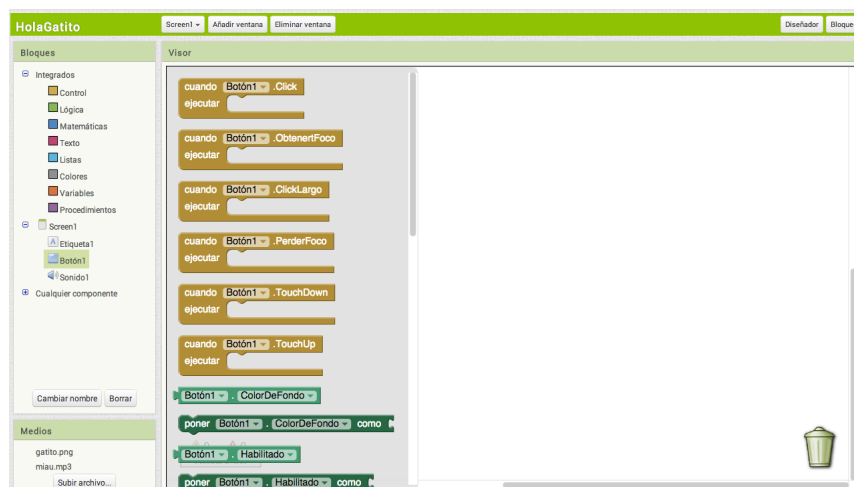 HolaGatito
Screen1 Añadir ventana Eliminar ventana
Diseñador Bloque
Bloques
Integrados
Control
Lógica
Matemáticas
Texto
Listas
Colores
Variables
Procedimientos
Screen1
A Etiqueta1
Botón1
Sonido1
Cualquier componente
Cambiar nombre Borrar
Medios
gatito.png
miau.mp3
Subir archivo...
Visor
cuando Botón1 .Click
ejecutar
cuando Botón1 .ObtenertFoco
ejecutar
cuando Botón1 .ClickLargo
ejecutar
cuando Botón1 .PerderFoco
ejecutar
cuando Botón1 .TouchDown
ejecutar
cuando Botón1 .TouchUp
ejecutar
Botón1 . ColorDeFondo
poner Botón1 . ColorDeFondo como
Botón1 . Habilitado
poner Botón1 . Habilitado como